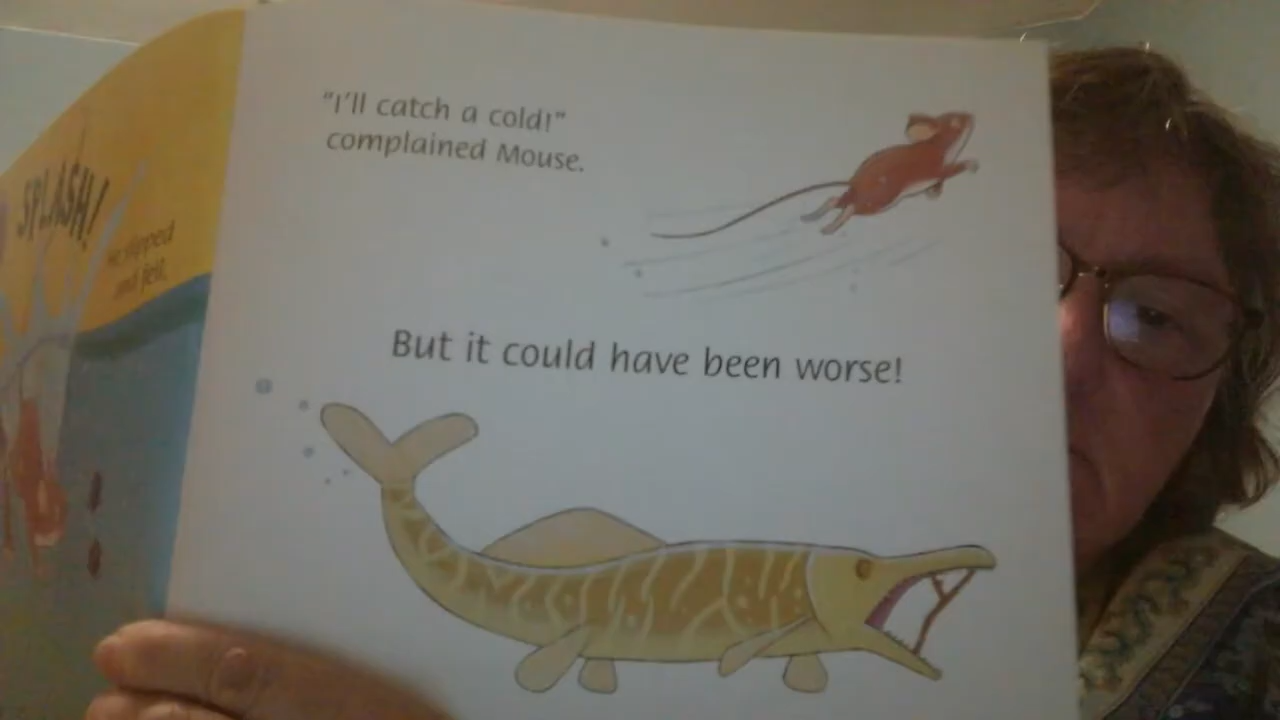 SPLASH!
He slipped
and fell.
"I'll catch a cold!"
complained Mouse.
But it could have been worse!